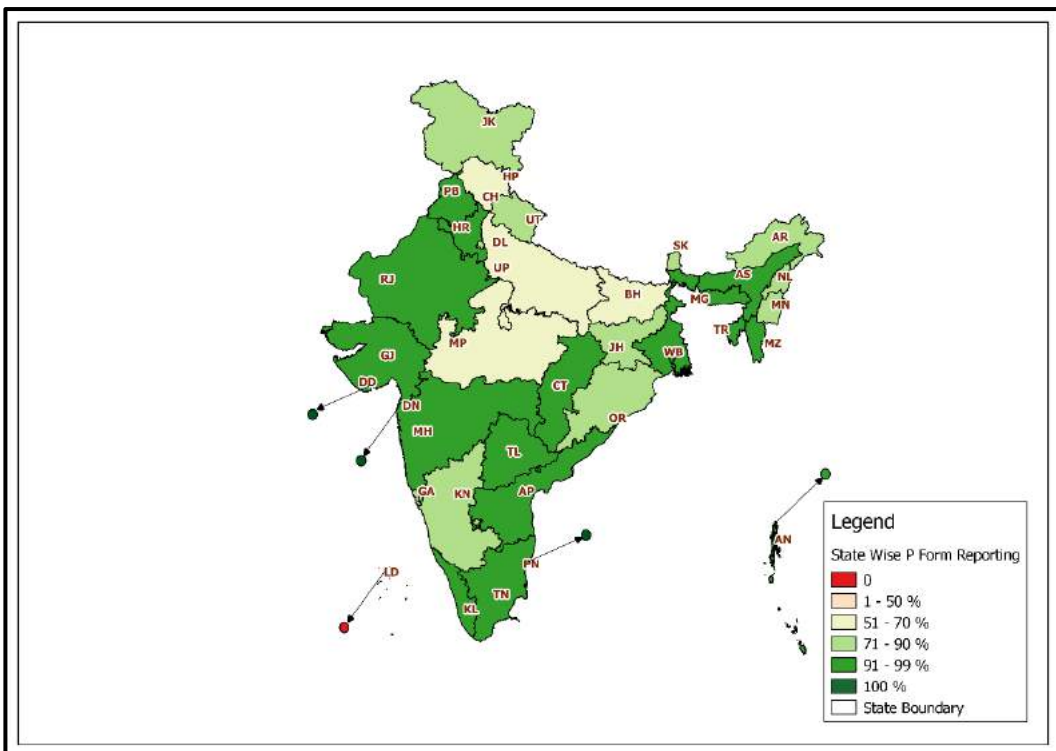 JK
HP
PB
CH
UT
HR
DL
SK
AR
UP
AS
NL
RJ
BH
MG
MN
TR
MZ
MP
JH
WB
GJ
CT
DD
DN
OR
MH
TL
GA
KN
AP
AN
PN
LD
TN
KL
Legend
State Wise P Form Reporting
0
1 - 50 %
51 - 70 %
71 - 90 %
91 - 99 %
100 %
State Boundary